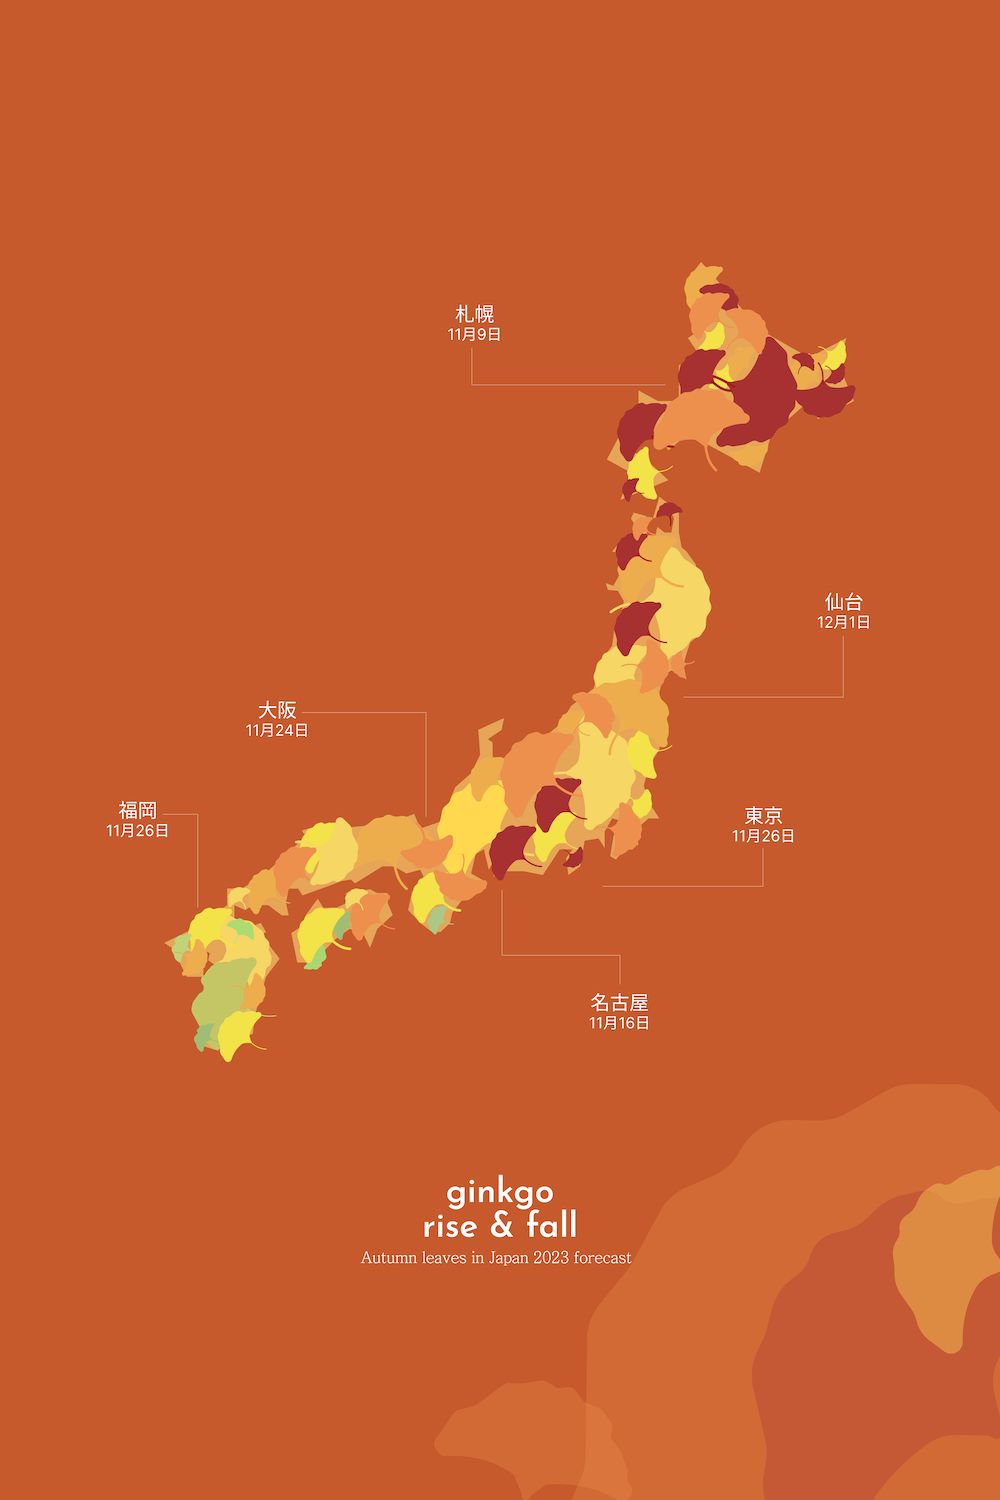 札幌
11月9日
仙台
12月1日
大阪
11月24日
福岡
11月26日
東京
11月26日
名古屋
11月16日
ginkgo
rise & fall
Autumn leaves in Japan 2023 forecast